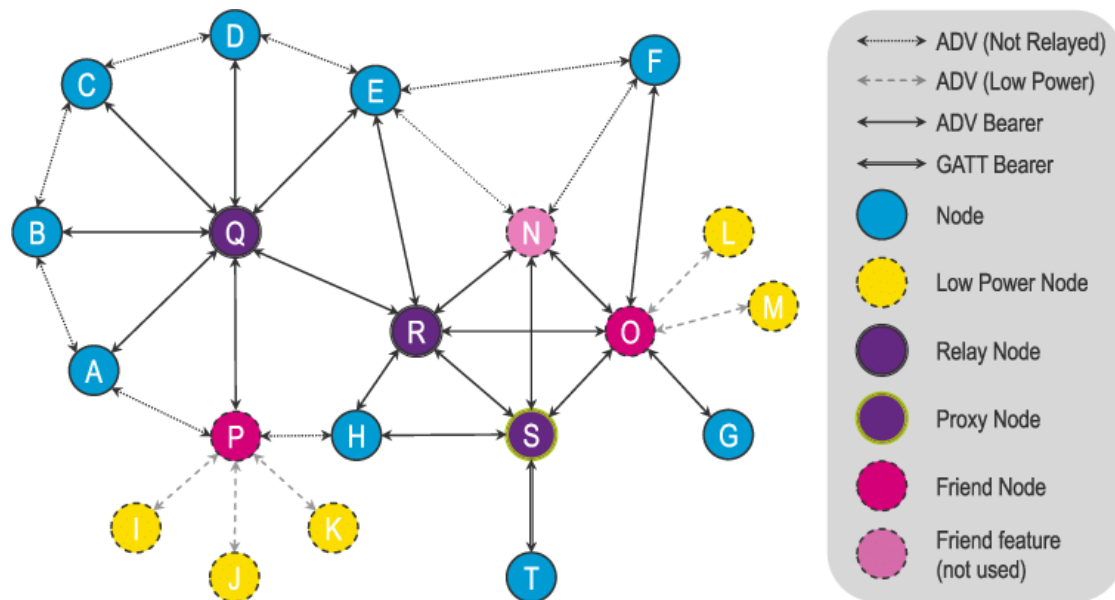 D
F
C
E
B
Q
N
L
M
R
O
A
P
H
S
G
I
K
J
T
ADV (Not Relayed)
ADV (Low Power)
ADV Bearer
GATT Bearer
Node
Low Power Node
Relay Node
Proxy Node
Friend Node
Friend feature
(not used)